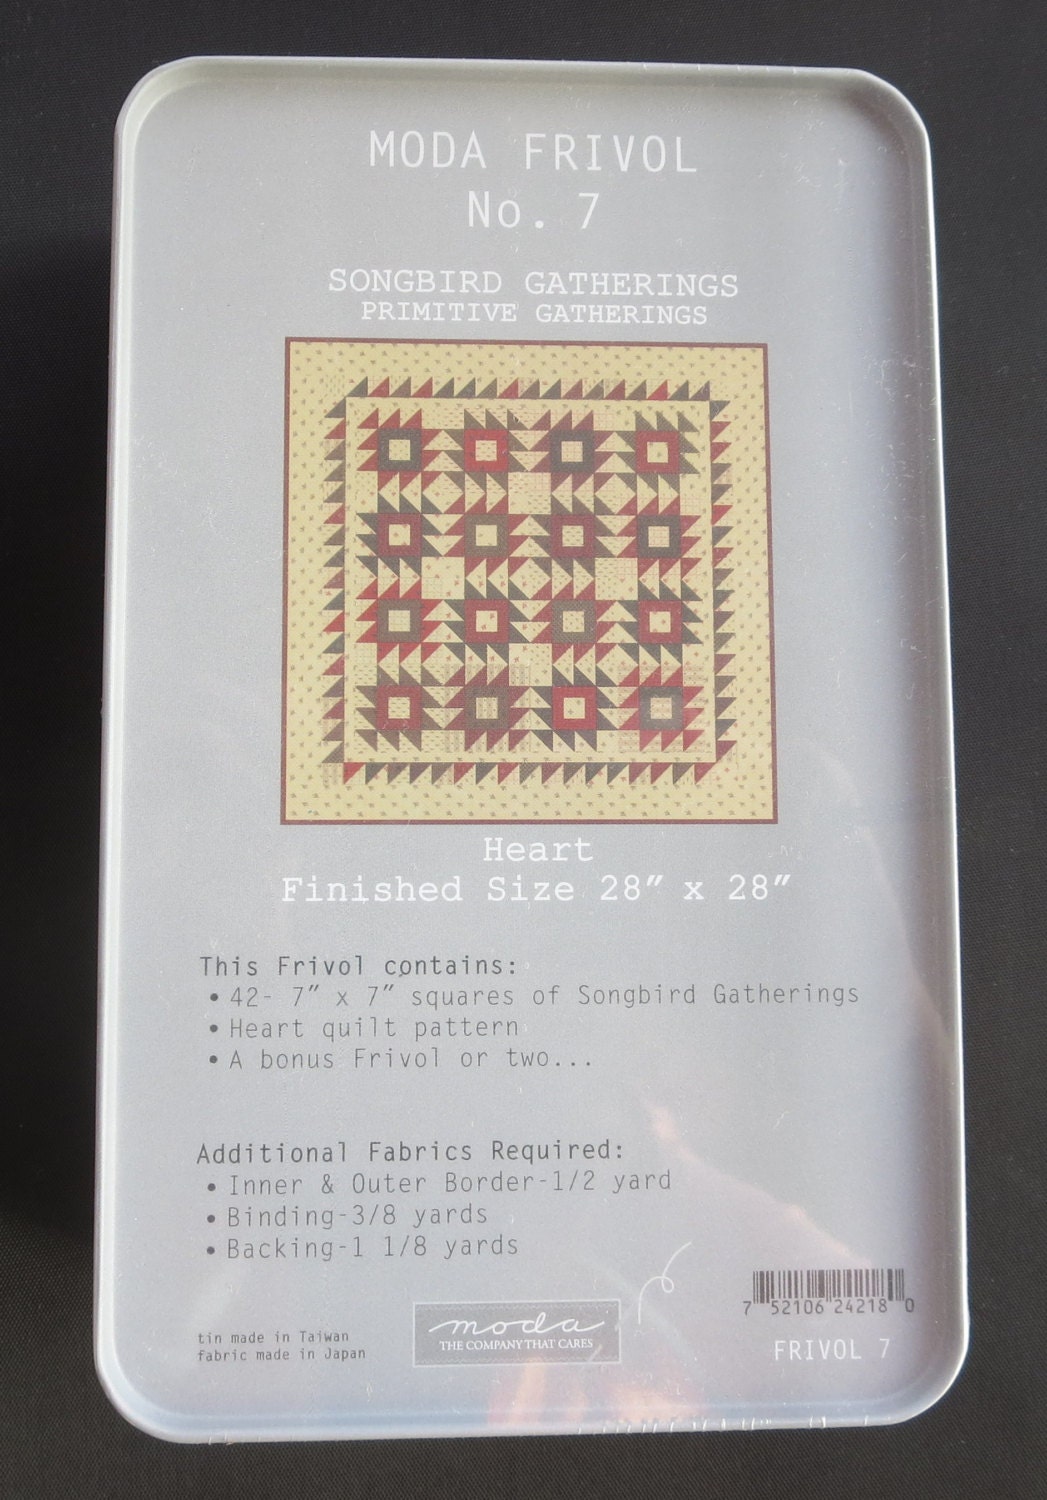 MODA FRIVOL
No. 7
SONGBIRD GATHERINGS
PRIMITIVE GATHERINGS
Heart
Finished Size 28″ x 28″
This Frivol contains:
• 42- 7″ x 7″ squares of Songbird Gatherings
• Heart quilt pattern
• A bonus Frivol or two...
Additional Fabrics Required:
• Inner & Outer Border-1/2 yard
• Binding-3/8 yards
• Backing-1 1/8 yards
tin made in Taiwan
fabric made in Japan
moda
THE COMPANY THAT CARES
7 52106 24218 0
FRIVOL 7